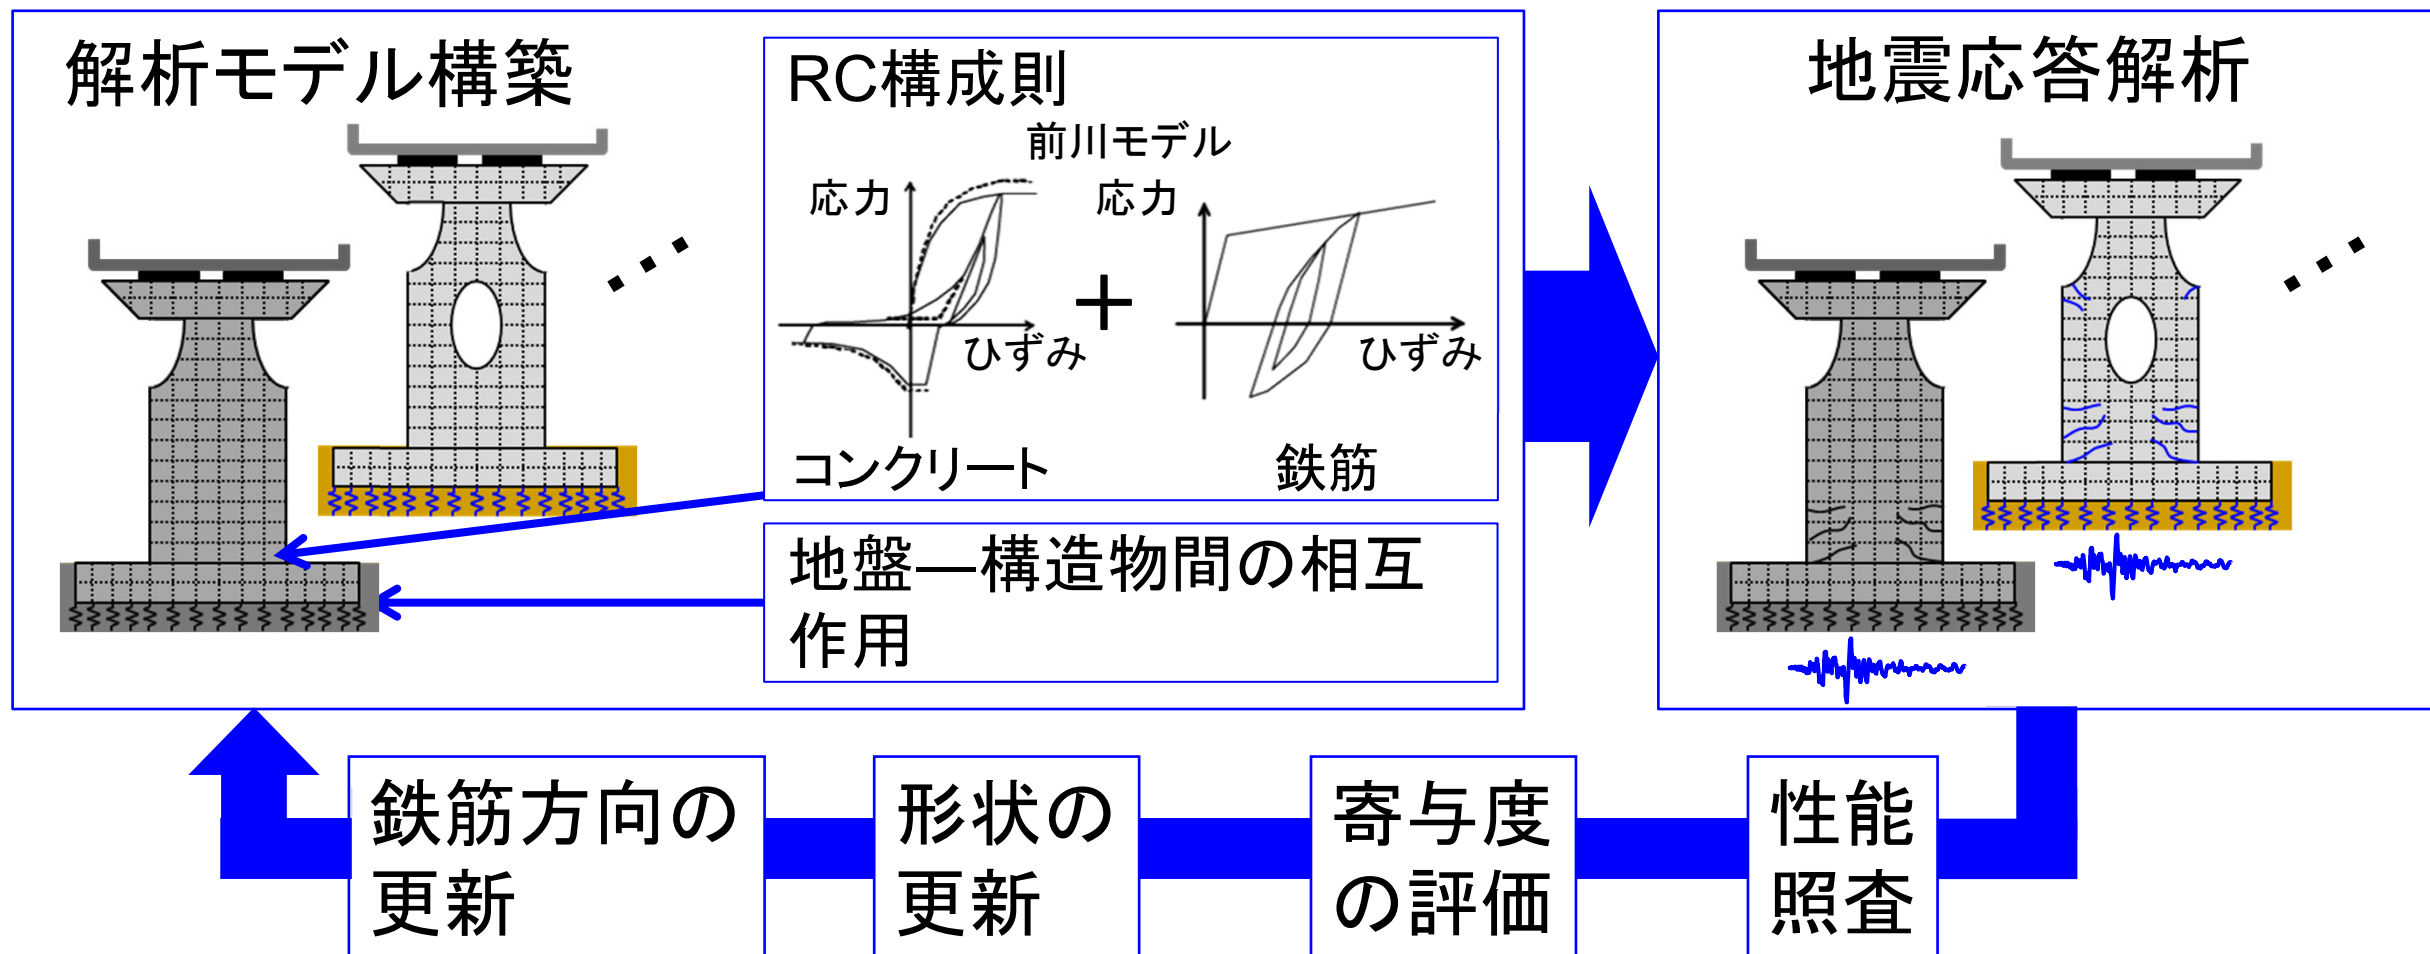 解析モデル構築
RC構成則
前川モデル
応力
応力
ひずみ
ひずみ
コンクリート
鉄筋
地盤―構造物間の相互
作用
地震応答解析
鉄筋方向の
更新
形状の
更新
寄与度
の評価
性能
照査